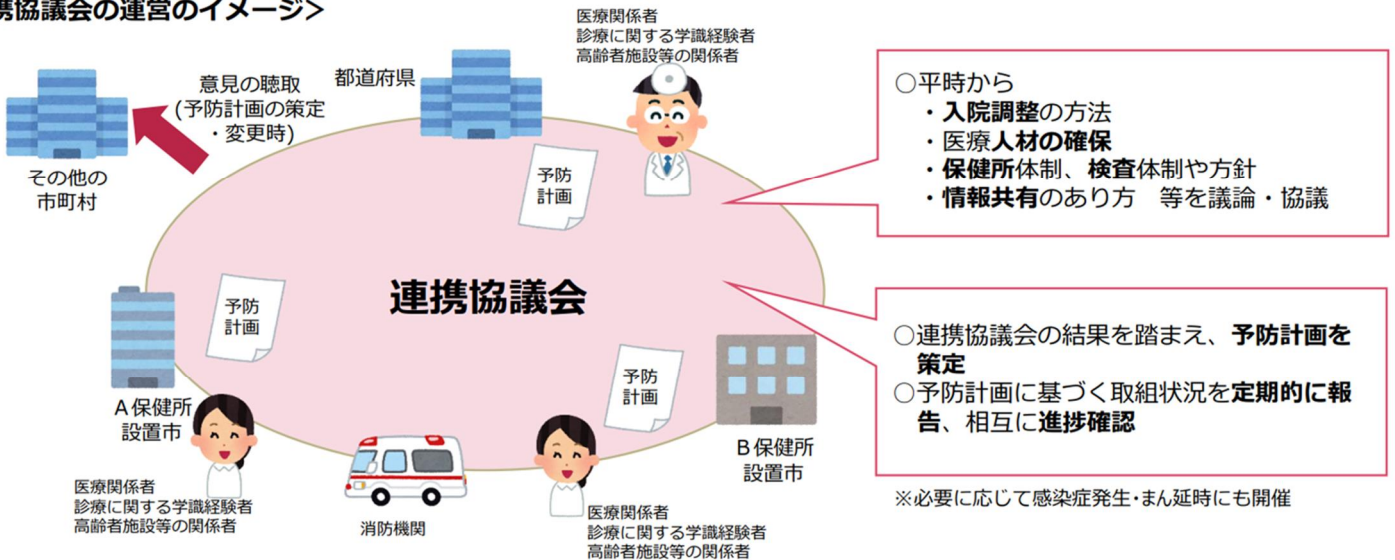 携協議会の運営のイメージ>
医療関係者
診療に関する学識経験者
高齢者施設等の関係者
都道府県
意見の聴取
(予防計画の策定
・変更時)
その他の
市町村
予防
計画
○平時から
・入院調整の方法
・医療人材の確保
・保健所体制、検査体制や方針
・情報共有のあり方 等を議論・協議
連携協議会
予防
計画
予防
計画
○連携協議会の結果を踏まえ、予防計画を
策定
○予防計画に基づく取組状況を定期的に報
告、相互に進捗確認
※必要に応じて感染症発生・まん延時にも開催
A保健所
設置市
医療関係者
診療に関する学識経験者
高齢者施設等の関係者
消防機関
医療関係者
診療に関する学識経験者
高齢者施設等の関係者
B保健所
設置市